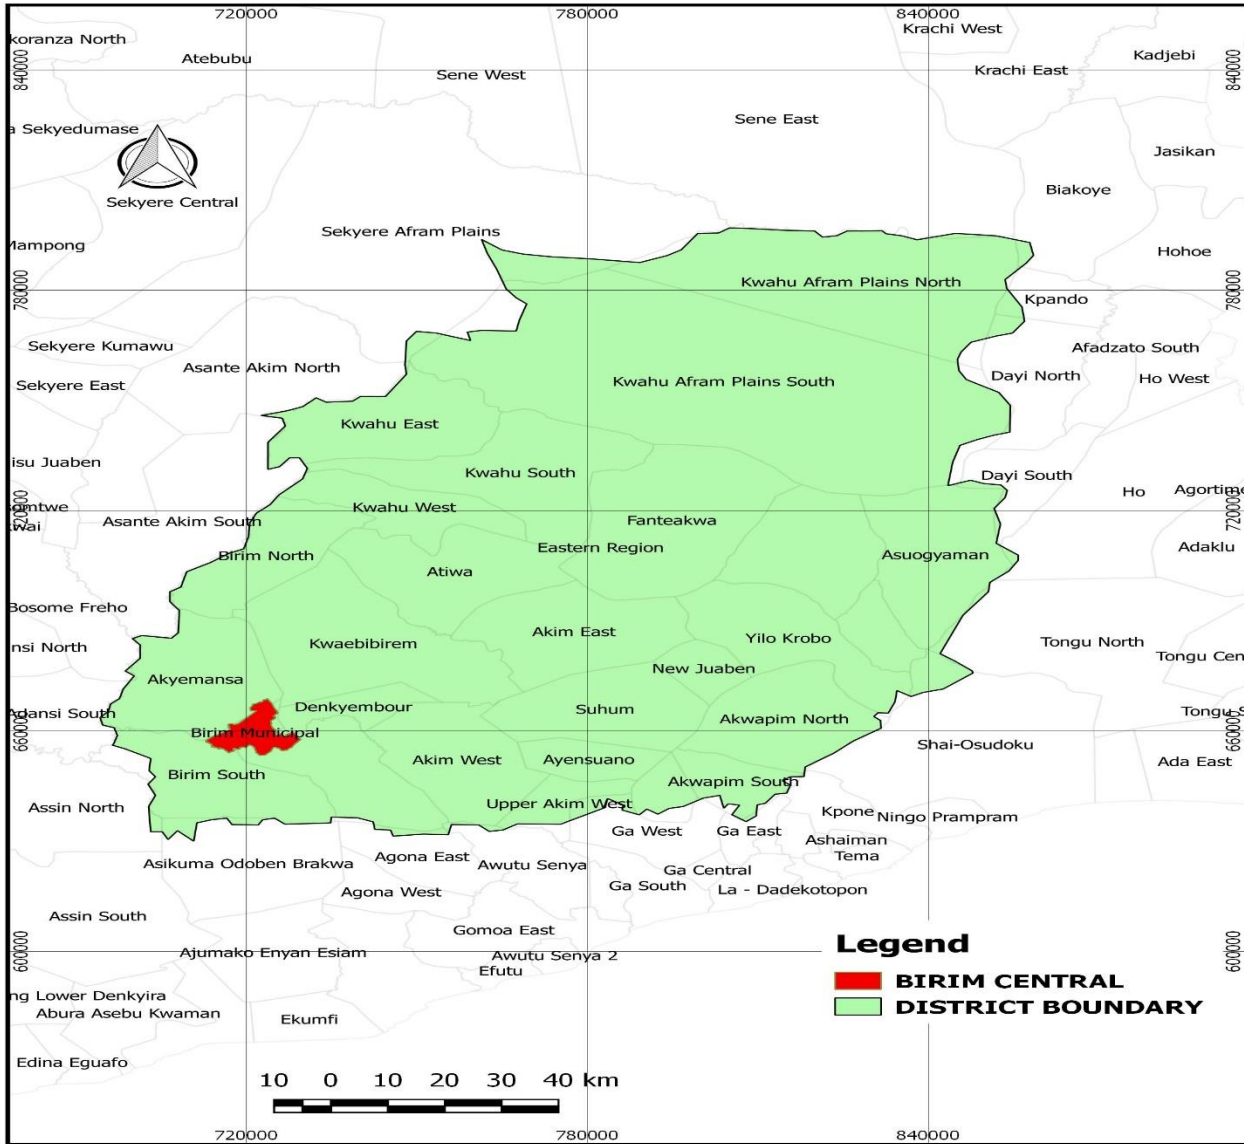 720000 780000 840000
koranza North
Krachi West
Atebubu
Kadjebi
840000
Sene West
Krachi East
840000
Sene East
a Sekyedumase
Jasikan
Biakoye
Sekyere Central
Sekyere Afram Plains
Mampong
Hohoe
780000
Kwahu Afram Plains North
780000
Kpando
Sekyere Kumawu
Afadzato South
Asante Akim North
Sekyere East
Kwahu Afram Plains South
Dayi North
Ho West
Kwahu East
isu Juaben
Kwahu South
Dayi South
Ho
Agortime
Kwahu West
omtwe
720000
Asante Akim South
Fanteakwa
720000
wai
Birim North
Eastern Region
Asuogyaman
Adaklu
Atiwa
Bosome Freho
Akim East
Yilo Krobo
Tongu North
nsi North
Kwaebibirem
Tongu Cen
New Juaben
Akyemansa
Denkyembour
Suhum
Adansi South
Akwapim North
Tongu S
660000
Birim Municipal
660000
Shai-Osudoku
Akim West
Ayensuano
Ada East
Birim South
Akwapim South
Assin North
Upper Akim West
Kpone
Ningo Prampram
Ga West
Ga East
Ashaiman
Tema
Asikuma Odoben Brakwa
Agona East
Awutu Senya
Ga Central
Ga South
La - Dadekotopon
Agona West
Assin South
Gomoa East
600000
Ajumako Enyan Esiam
Awutu Senya 2
600000
Efutu
Legend
BIRIM CENTRAL
DISTRICT BOUNDARY
ng Lower Denkyira
Abura Asebu Kwaman
Ekumfi
Edina Eguafo
10 0 10 20 30 40 km
720000 780000 840000